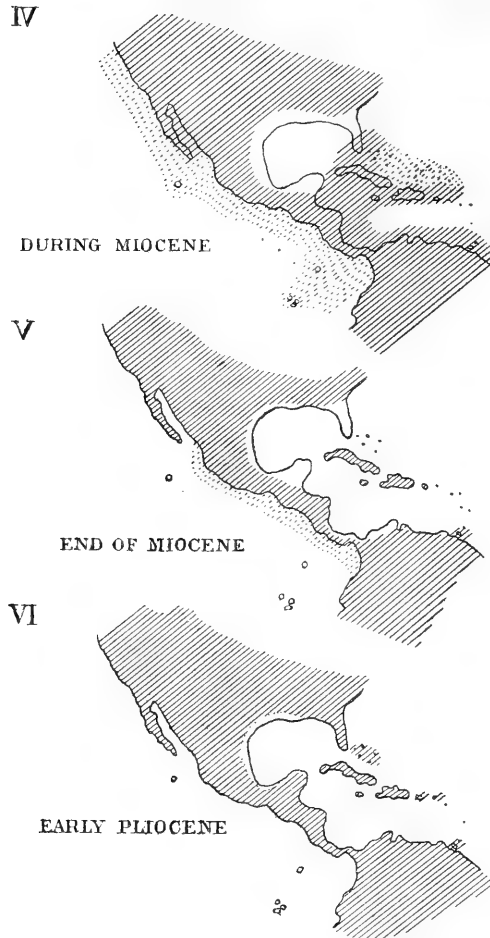 IV
DURING MIOCENE
V
END OF MIOCENE
VI
EARLY PLIOCENE